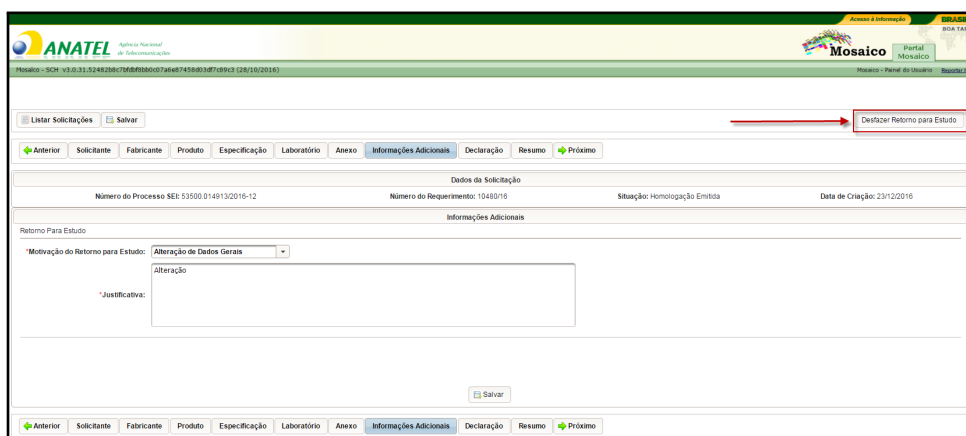 Acesso à Informação BRASIL
BOA TAR
ANATEL Agência Nacional de Telecomunicações
Mosaico Portal Mosaico
Mosaico - SCH v3.0.31.52482b8c7bfdbf8bb0c07a6e87458d03df7c89c3 (28/10/2016) Mosaico - Painel do Usuário Reportar
Listar Solicitações Salvar Desfazer Retorno para Estudo
Anterior Solicitante Fabricante Produto Especificação Laboratório Anexo Informações Adicionais Declaração Resumo Próximo
Dados da Solicitação
Número do Processo SEI: 53500.014913/2016-12 Número do Requerimento: 10480/16 Situação: Homologação Emitida Data de Criação: 23/12/2016
Informações Adicionais
Retorno Para Estudo
*Motivação do Retorno para Estudo: Alteração de Dados Gerais
*Justificativa: Alteração
Salvar
Anterior Solicitante Fabricante Produto Especificação Laboratório Anexo Informações Adicionais Declaração Resumo Próximo